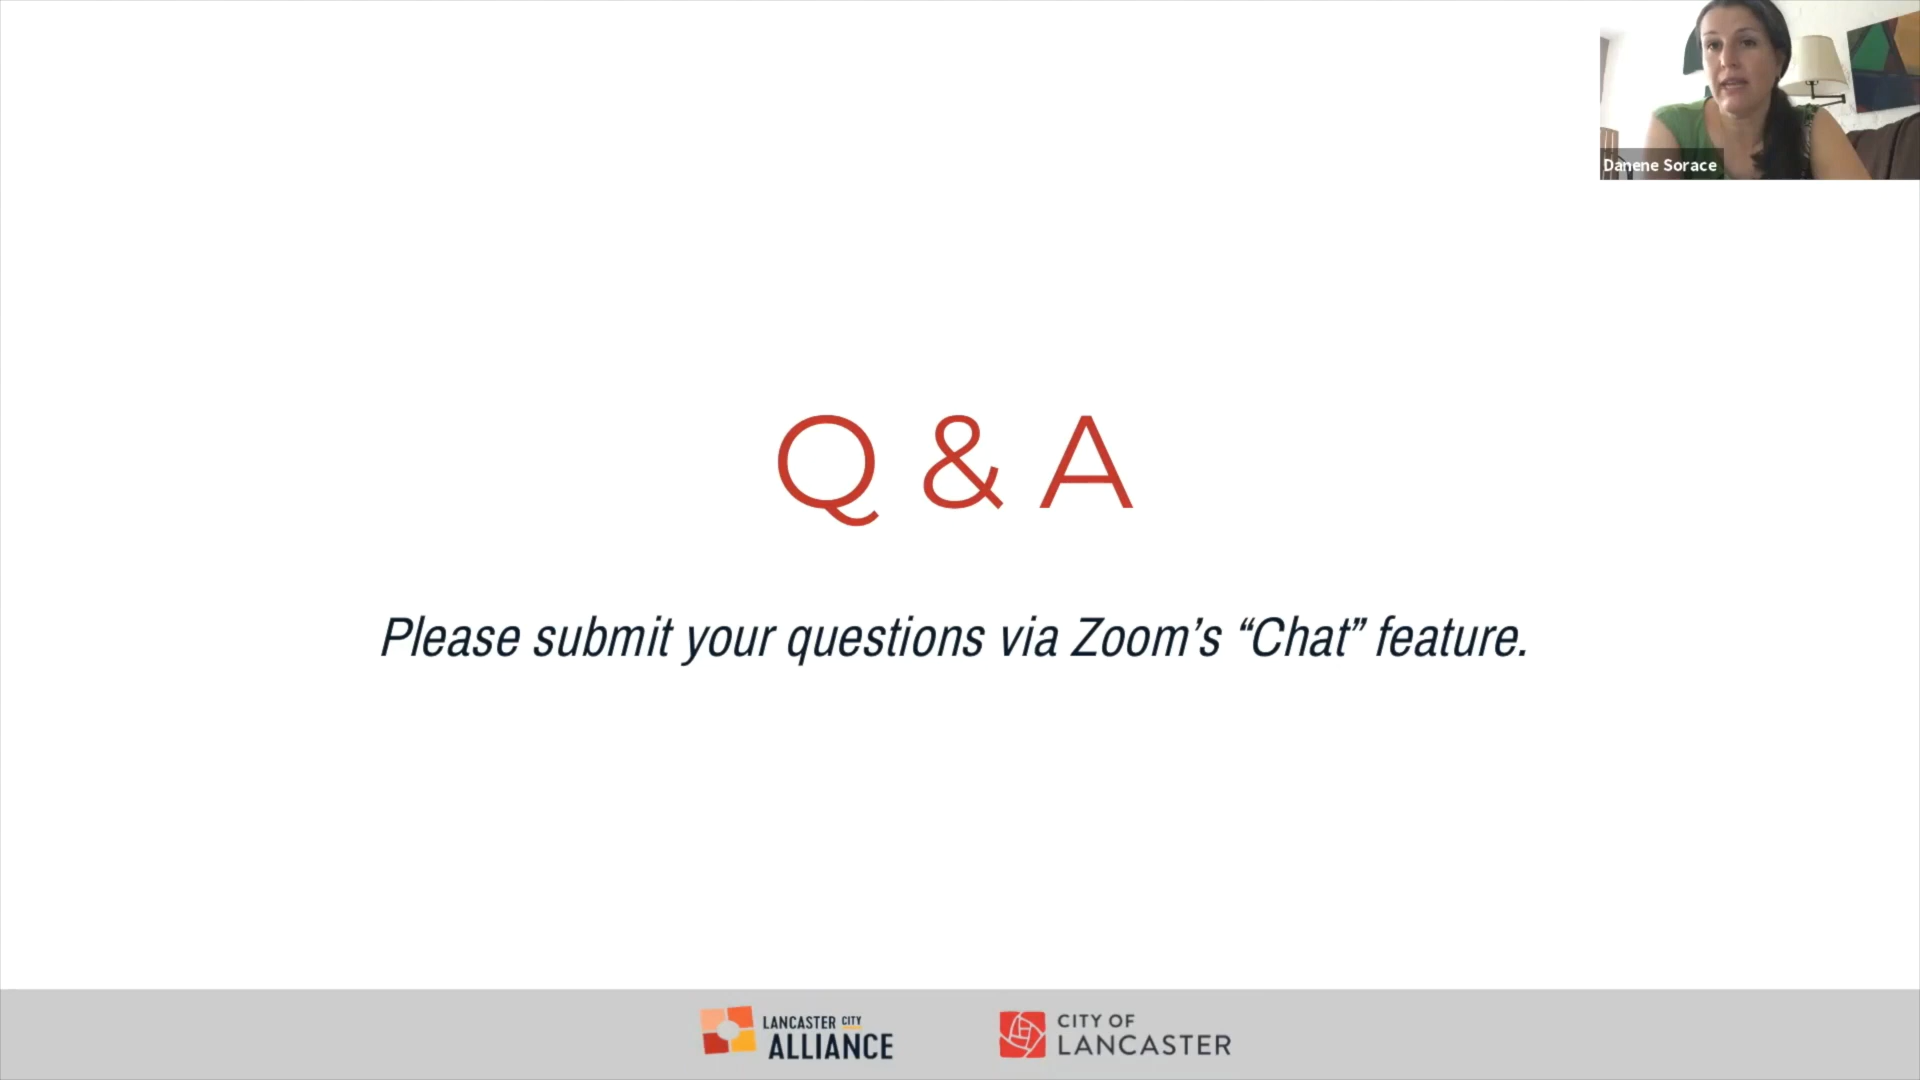 Danene Sorace
Q & A
Please submit your questions via Zoom’s “Chat” feature.
LANCASTER CITY
ALLIANCE
CITY OF
LANCASTER